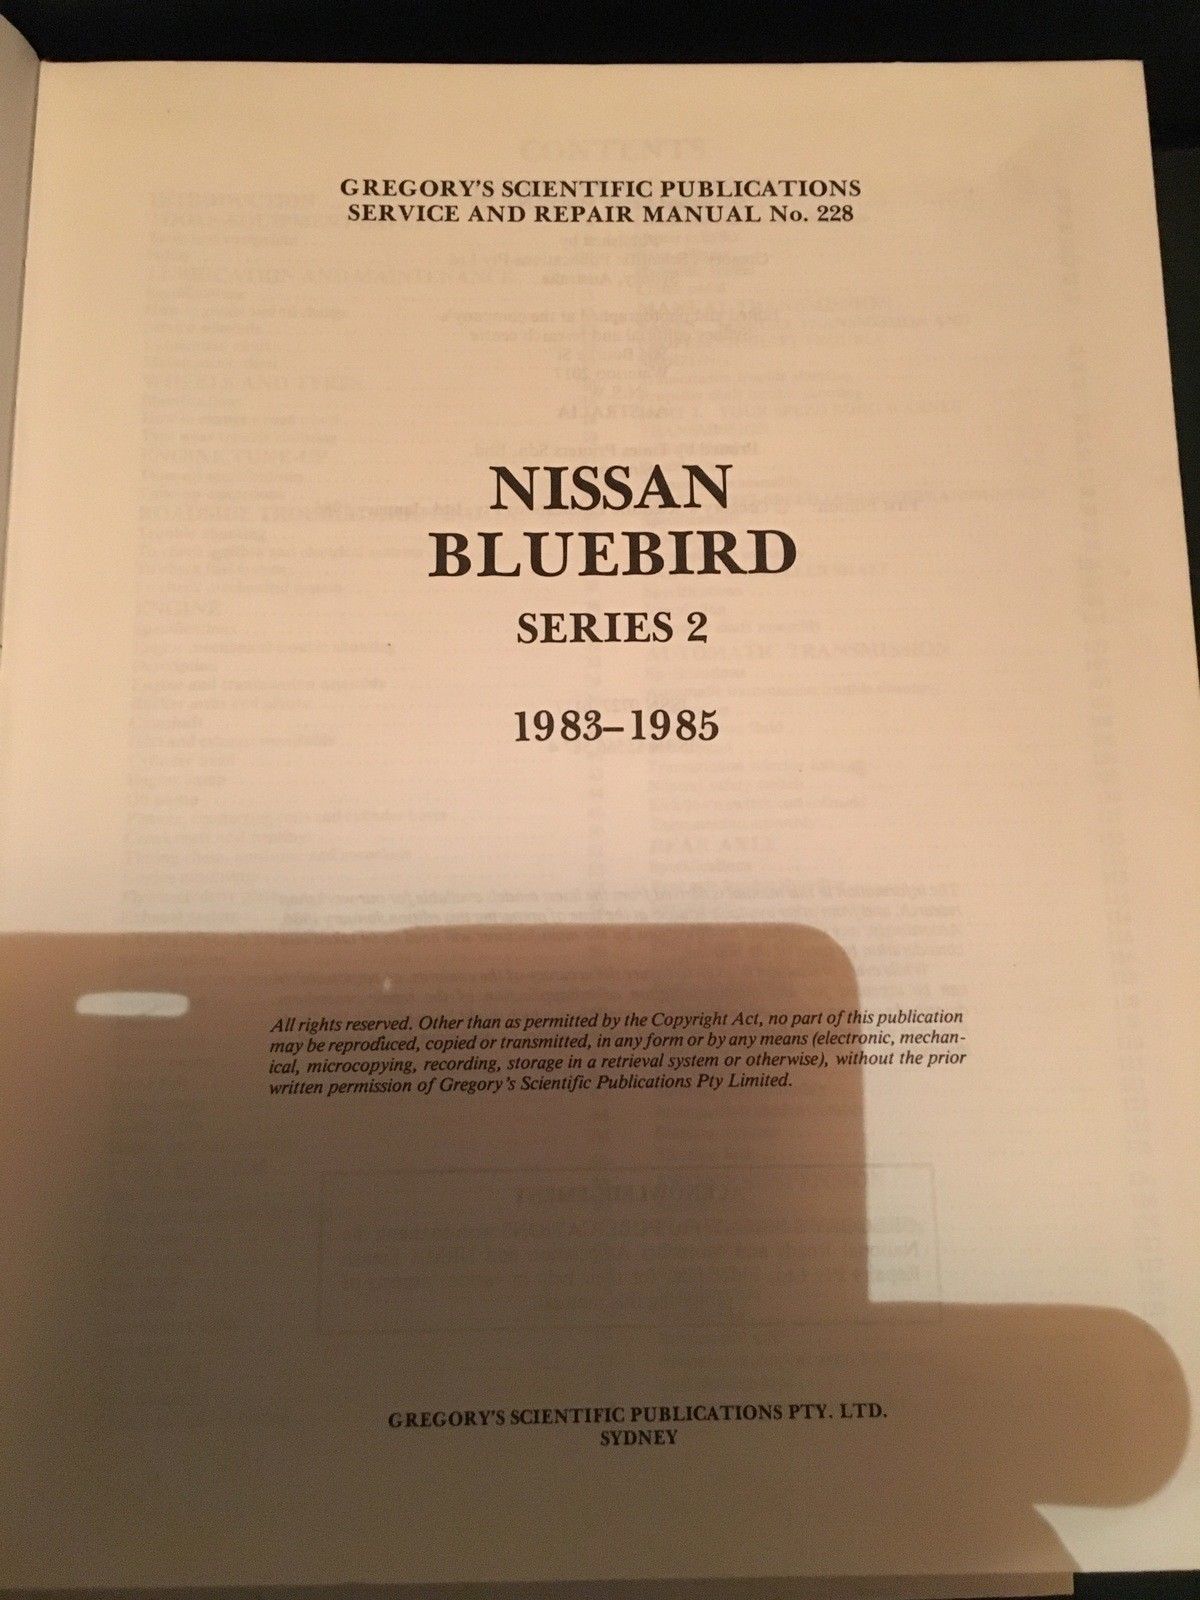 GREGORY'S SCIENTIFIC PUBLICATIONS
SERVICE AND REPAIR MANUAL No. 228
NISSAN
BLUEBIRD
SERIES 2
1983–1985
All rights reserved. Other than as permitted by the Copyright Act, no part of this publication
may be reproduced, copied or transmitted, in any form or by any means (electronic, mechan-
ical, microcopying, recording, storage in a retrieval system or otherwise), without the prior
written permission of Gregory's Scientific Publications Pty Limited.
GREGORY'S SCIENTIFIC PUBLICATIONS PTY. LTD.
SYDNEY